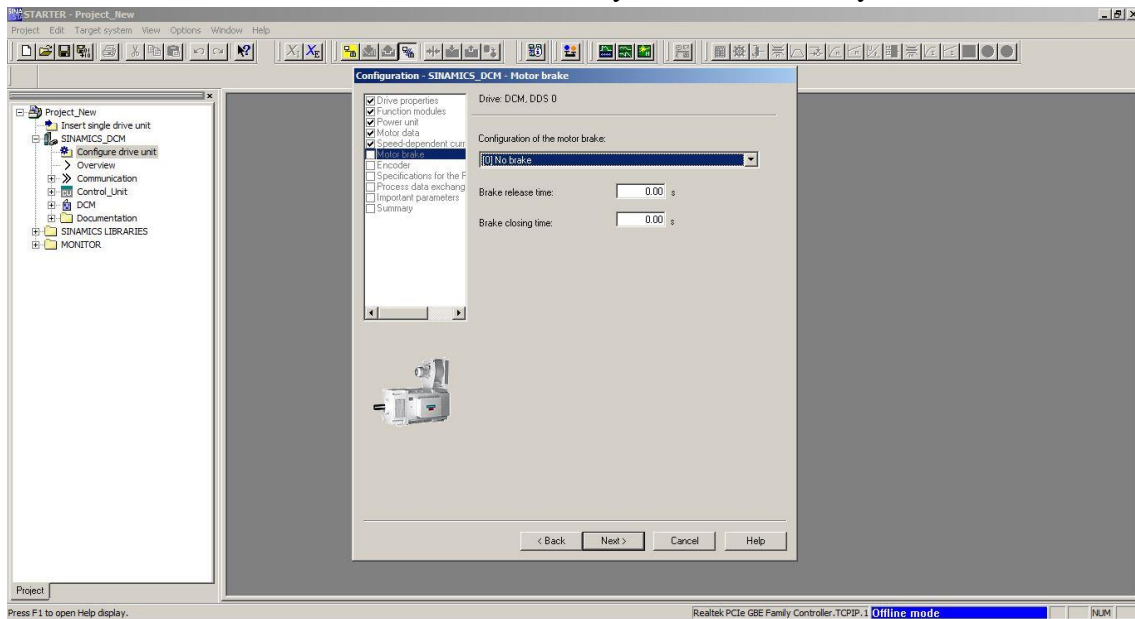 STARTER - Project_New
Project Edit Target system View Options Window Help
Configuration - SINAMICS_DCM - Motor brake
Drive properties
Function modules
Power unit
Motor data
Speed-dependent curr
Motor brake
Encoder
Specifications for the F
Process data exchang
Important parameters
Summary
Drive: DCM, DDS 0
Configuration of the motor brake:
[0] No brake
Brake release time: 0.00 s
Brake closing time: 0.00 s
< Back Next > Cancel Help
Project_New
Insert single drive unit
SINAMICS_DCM
Configure drive unit
Overview
Communication
Control_Unit
DCM
Documentation
SINAMICS LIBRARIES
MONITOR
Project
Press F1 to open Help display.
Realtek PCIe GBE Family Controller.TCPIP.1 Offline mode NUM